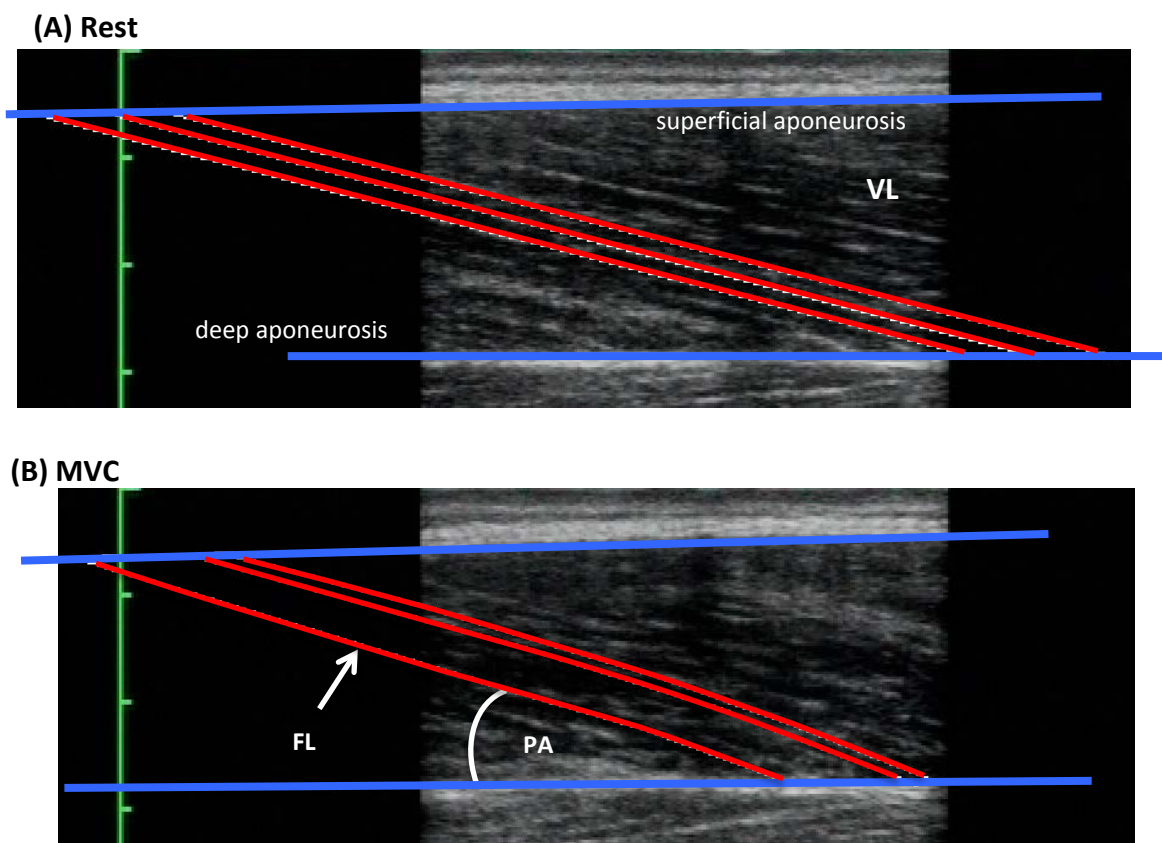 (A) Rest
superficial aponeurosis
VL
deep aponeurosis
(B) MVC
FL
PA